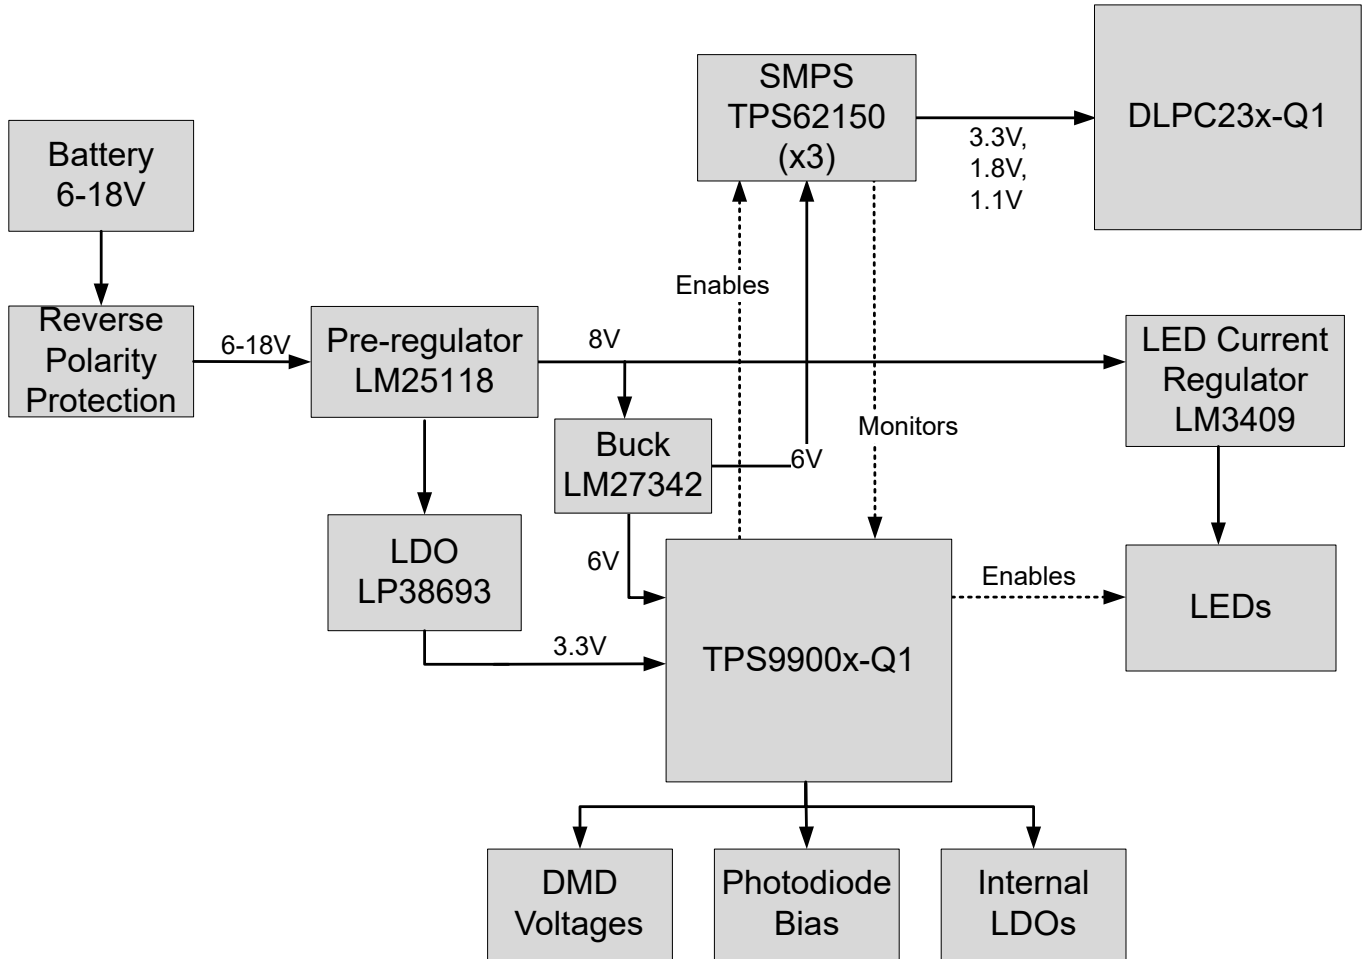 SMPS
TPS62150
(x3)
DLPC23x-Q1
3.3V,
1.8V,
1.1V
Battery
6-18V
Enables
Reverse
Polarity
Protection
6-18V
Pre-regulator
LM25118
8V
LED Current
Regulator
LM3409
Monitors
Buck
LM27342
6V
LDO
LP38693
6V
Enables
LEDs
3.3V
TPS9900x-Q1
DMD
Voltages
Photodiode
Bias
Internal
LDOs